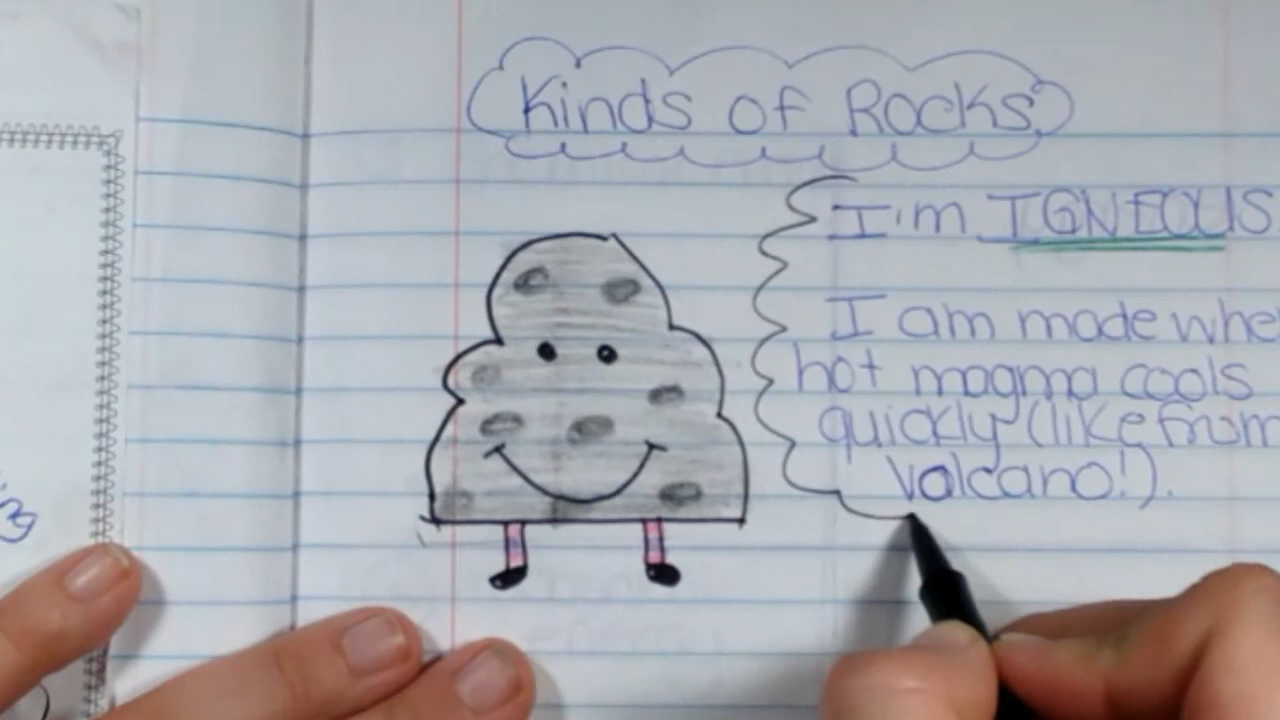 Kinds of Rocks
I'm IGNEOUS
I am made whe
hot magma cools
quickly (like from
volcano!).